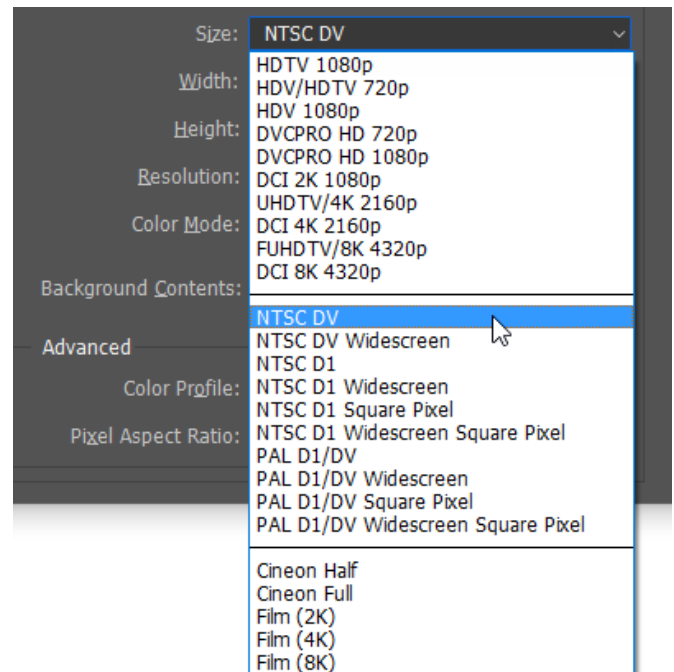 Size: NTSC DV
HDTV 1080p
Width: HDV/HDTV 720p
HDV 1080p
Height: DVCPRO HD 720p
DVCPRO HD 1080p
Resolution: DCI 2K 1080p
UHDTV/4K 2160p
Color Mode: DCI 4K 2160p
FUHDTV/8K 4320p
DCI 8K 4320p
Background Contents:
NTSC DV
Advanced NTSC DV Widescreen
NTSC D1
Color Profile: NTSC D1 Widescreen
NTSC D1 Square Pixel
Pixel Aspect Ratio: NTSC D1 Widescreen Square Pixel
PAL D1/DV
PAL D1/DV Widescreen
PAL D1/DV Square Pixel
PAL D1/DV Widescreen Square Pixel
Cineon Half
Cineon Full
Film (2K)
Film (4K)
Film (8K)